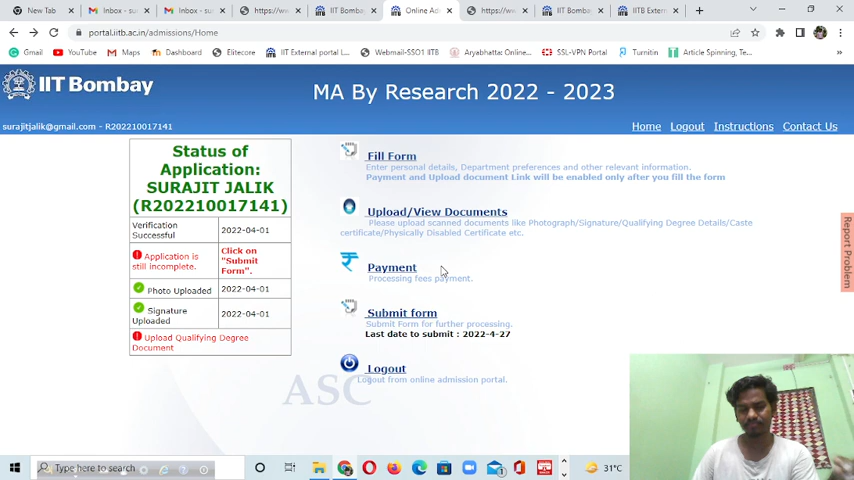 New Tab
Inbox - su
Inbox - su
https://ww
IIT Bomba
Online Ad
https://ww
IIT Bomba
IITB Exter
portal.iitb.ac.in/admissions/Home
Gmail
YouTube
Maps
Dashboard
Elitecore
IIT External portal L...
Webmail-SSO1 IITB
Aryabhatta: Online...
SSL-VPN Portal
Turnitin
Article Spinning, Te...
IIT Bombay
MA By Research 2022 - 2023
surajitjalik@gmail.com - R202210017141
Home Logout Instructions Contact Us
Status of
Application:
SURAJIT JALIK
(R202210017141)
Verification
Successful
2022-04-01
Application is
still incomplete.
Click on
"Submit
Form".
Photo Uploaded
2022-04-01
Signature
Uploaded
2022-04-01
Upload Qualifying Degree
Document
Fill Form
Enter personal details, Department preferences and other relevant information.
Payment and Upload document Link will be enabled only after you fill the form
Upload/View Documents
Please upload scanned documents like Photograph/Signature/Qualifying Degree Details/Caste
certificate/Physically Disabled Certificate etc.
Payment
Processing fees payment.
Submit form
Submit Form for further processing.
Last date to submit : 2022-4-27
Logout
Logout from online admission portal.
ASC
Report Problem
Type here to search
31°C